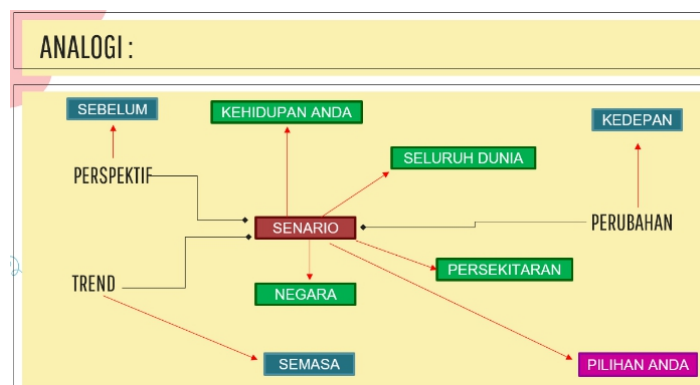 ANALOGI :
SEBELUM
KEHIDUPAN ANDA
KEDEPAN
SELURUH DUNIA
PERSPEKTIF
SENARIO
PERUBAHAN
PERSEKITARAN
TREND
NEGARA
SEMASA
PILIHAN ANDA